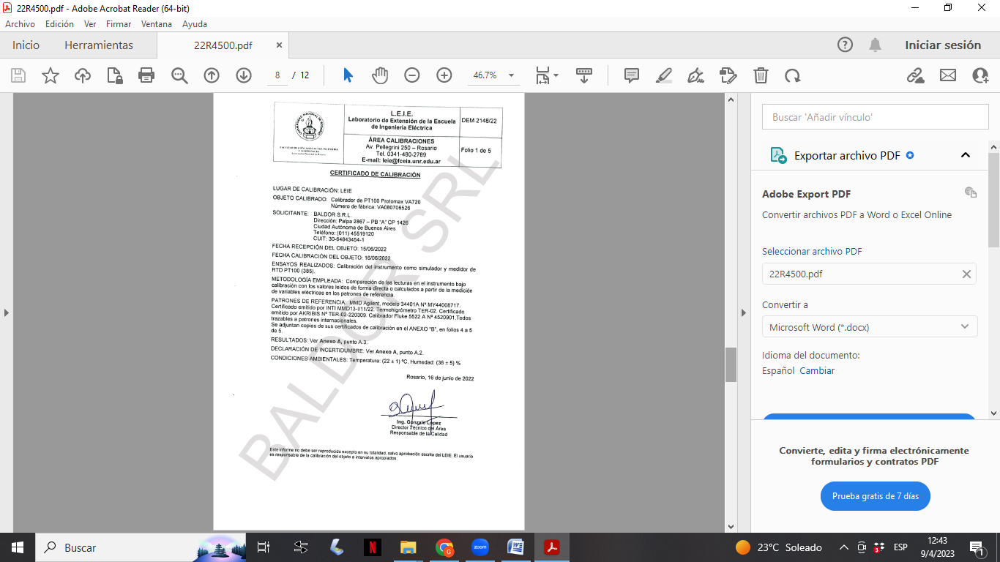 22R4500.pdf - Adobe Acrobat Reader (64-bit)
Archivo Edición Ver Firmar Ventana Ayuda
Inicio Herramientas 22R4500.pdf Iniciar sesión
8 / 12 46.7%
L.E.I.E.
Laboratorio de Extensión de la Escuela
de Ingeniería Eléctrica
DEM 2148/22
ÁREA CALIBRACIONES
Av. Pellegrini 250 – Rosario
Tel. 0341-480-2789
E-mail: leie@fceia.unr.edu.ar
Folio 1 de 5
CERTIFICADO DE CALIBRACIÓN
LUGAR DE CALIBRACIÓN: LEIE
OBJETO CALIBRADO: Calibrador de PT100 Protomax VA720
Número de fábrica: VA080706526
SOLICITANTE: BALDOR S.R.L.
Dirección: Palpa 2867 – PB "A" CP 1426
Ciudad Autónoma de Buenos Aires
Teléfono: (011) 45519120
CUIT: 30-64843454-1
FECHA RECEPCIÓN DEL OBJETO: 15/06/2022
FECHA CALIBRACIÓN DEL OBJETO: 16/06/2022
ENSAYOS REALIZADOS: Calibración del instrumento como simulador y medidor de
RTD PT100 (385).
METODOLOGÍA EMPLEADA: Comparación de las lecturas en el instrumento bajo
calibración con los valores leídos de forma directa o calculados a partir de la medición
de variables eléctricas en los patrones de referencia.
PATRONES DE REFERENCIA: MMD Agilent, modelo 34401A Nº MY44008717.
Certificado emitido por INTI MMD13-I/11/22. Termohigrómetro TER-02. Certificado
emitido por AKRIBIS Nº TER-02-220309. Calibrador Fluke 5522 A Nº 4520901.Todos
trazables a patrones internacionales.
Se adjuntan copias de sus certificados de calibración en el ANEXO "B", en folios 4 a 5
de 5.
RESULTADOS: Ver Anexo A, punto A.3.
DECLARACIÓN DE INCERTIDUMBRE: Ver Anexo A, punto A.2.
CONDICIONES AMBIENTALES: Temperatura: (22 ± 1) ºC. Humedad: (36 ± 5) %
Rosario, 16 de junio de 2022
Ing. Gonzalo López
Director Técnico del Área
Responsable de la Calidad
Este informe no debe ser reproducido excepto en su totalidad, salvo aprobación escrita del LEIE. El usuario
es responsable de la calibración del objeto a intervalos apropiados
BALDOR SRL
Buscar 'Añadir vínculo'
Exportar archivo PDF
Adobe Export PDF
Convertir archivos PDF a Word o Excel Online
Seleccionar archivo PDF
22R4500.pdf
Convertir a
Microsoft Word (*.docx)
Idioma del documento:
Español Cambiar
Convierte, edita y firma electrónicamente
formularios y contratos PDF
Prueba gratis de 7 días
Buscar
zoom
23°C Soleado
ESP
12:43
9/4/2023